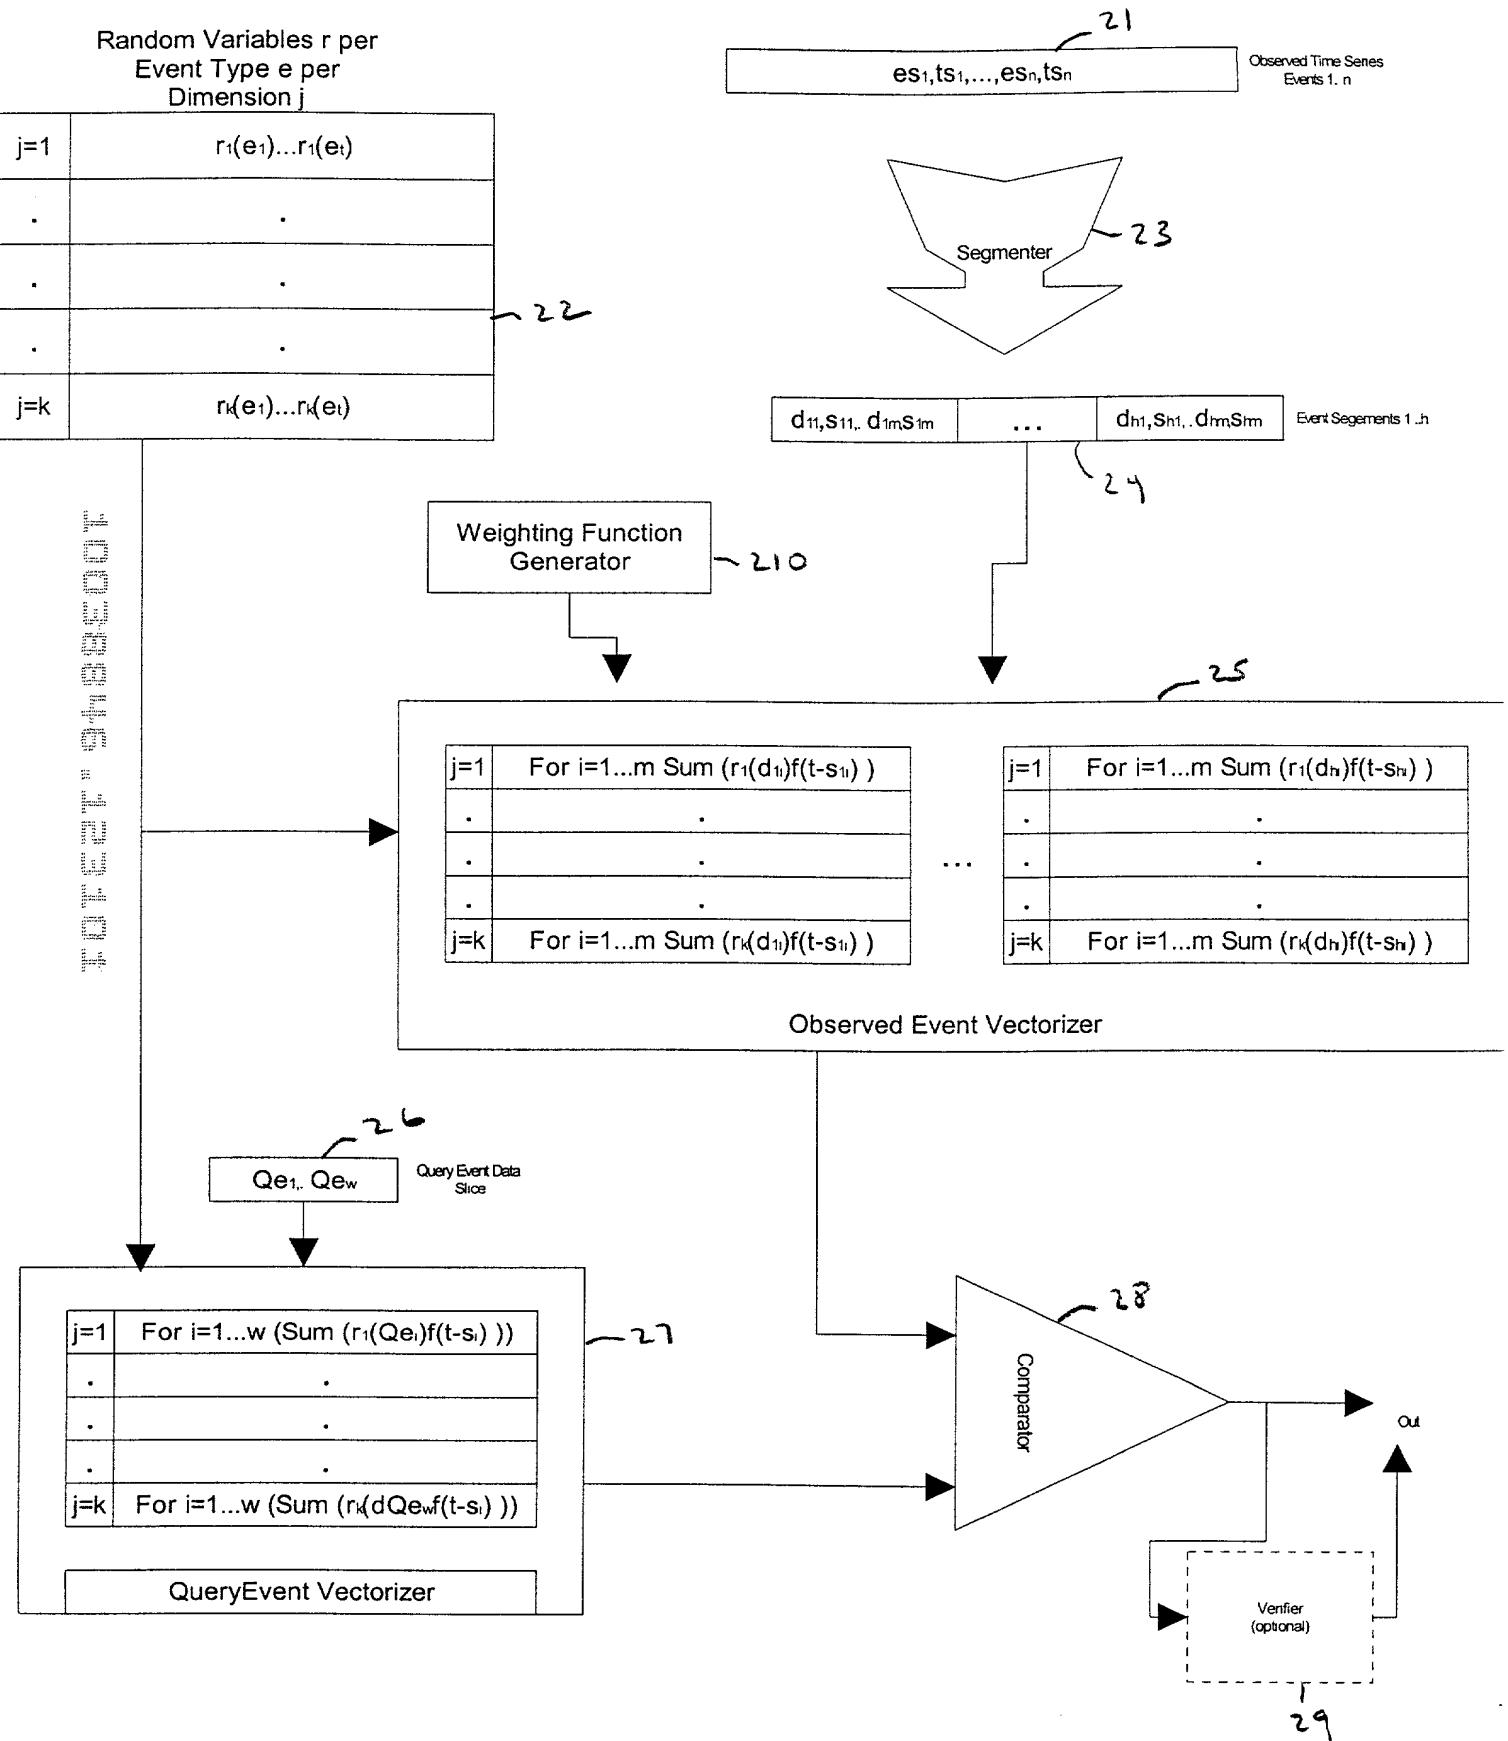 Random Variables r per
Event Type e per
Dimension j
j=1 r1(e1)...r1(et)
. .
. .
. .
j=k rk(e1)...rk(et)
22
21
es1,ts1,...,esn,tsn
Observed Time Series
Events 1. n
Segmenter
23
d11,s11,. d1m,s1m ... dh1,sh1,. dhm,shm
Event Segements 1 ..h
24
Weighting Function
Generator
210
25
j=1 For i=1...m Sum (r1(d1i)f(t-s1i) )
. .
. .
. .
j=k For i=1...m Sum (rk(d1i)f(t-s1i) )
...
j=1 For i=1...m Sum (r1(dhi)f(t-shi) )
. .
. .
. .
j=k For i=1...m Sum (rk(dhi)f(t-shi) )
Observed Event Vectorizer
26
Qe1,. Qew
Query Event Data
Slice
j=1 For i=1...w (Sum (r1(Qei)f(t-si) ))
. .
. .
. .
j=k For i=1...w (Sum (rk(dQewf(t-si) ))
QueryEvent Vectorizer
27
28
Comparator
Out
Verifier
(optional)
29